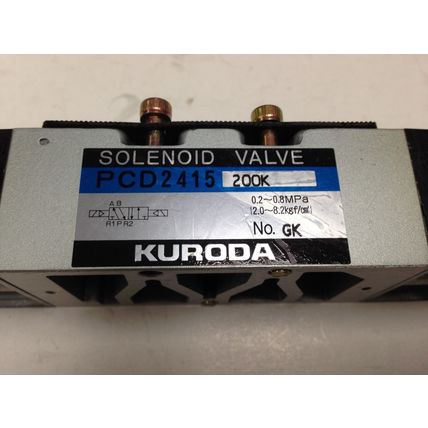 SOLENOID VALVE
PCD2415 200K
A B
0.2~0.8MPa
R1 P R2
(2.0~8.2kgf/c㎡)
No. GK
KURODA